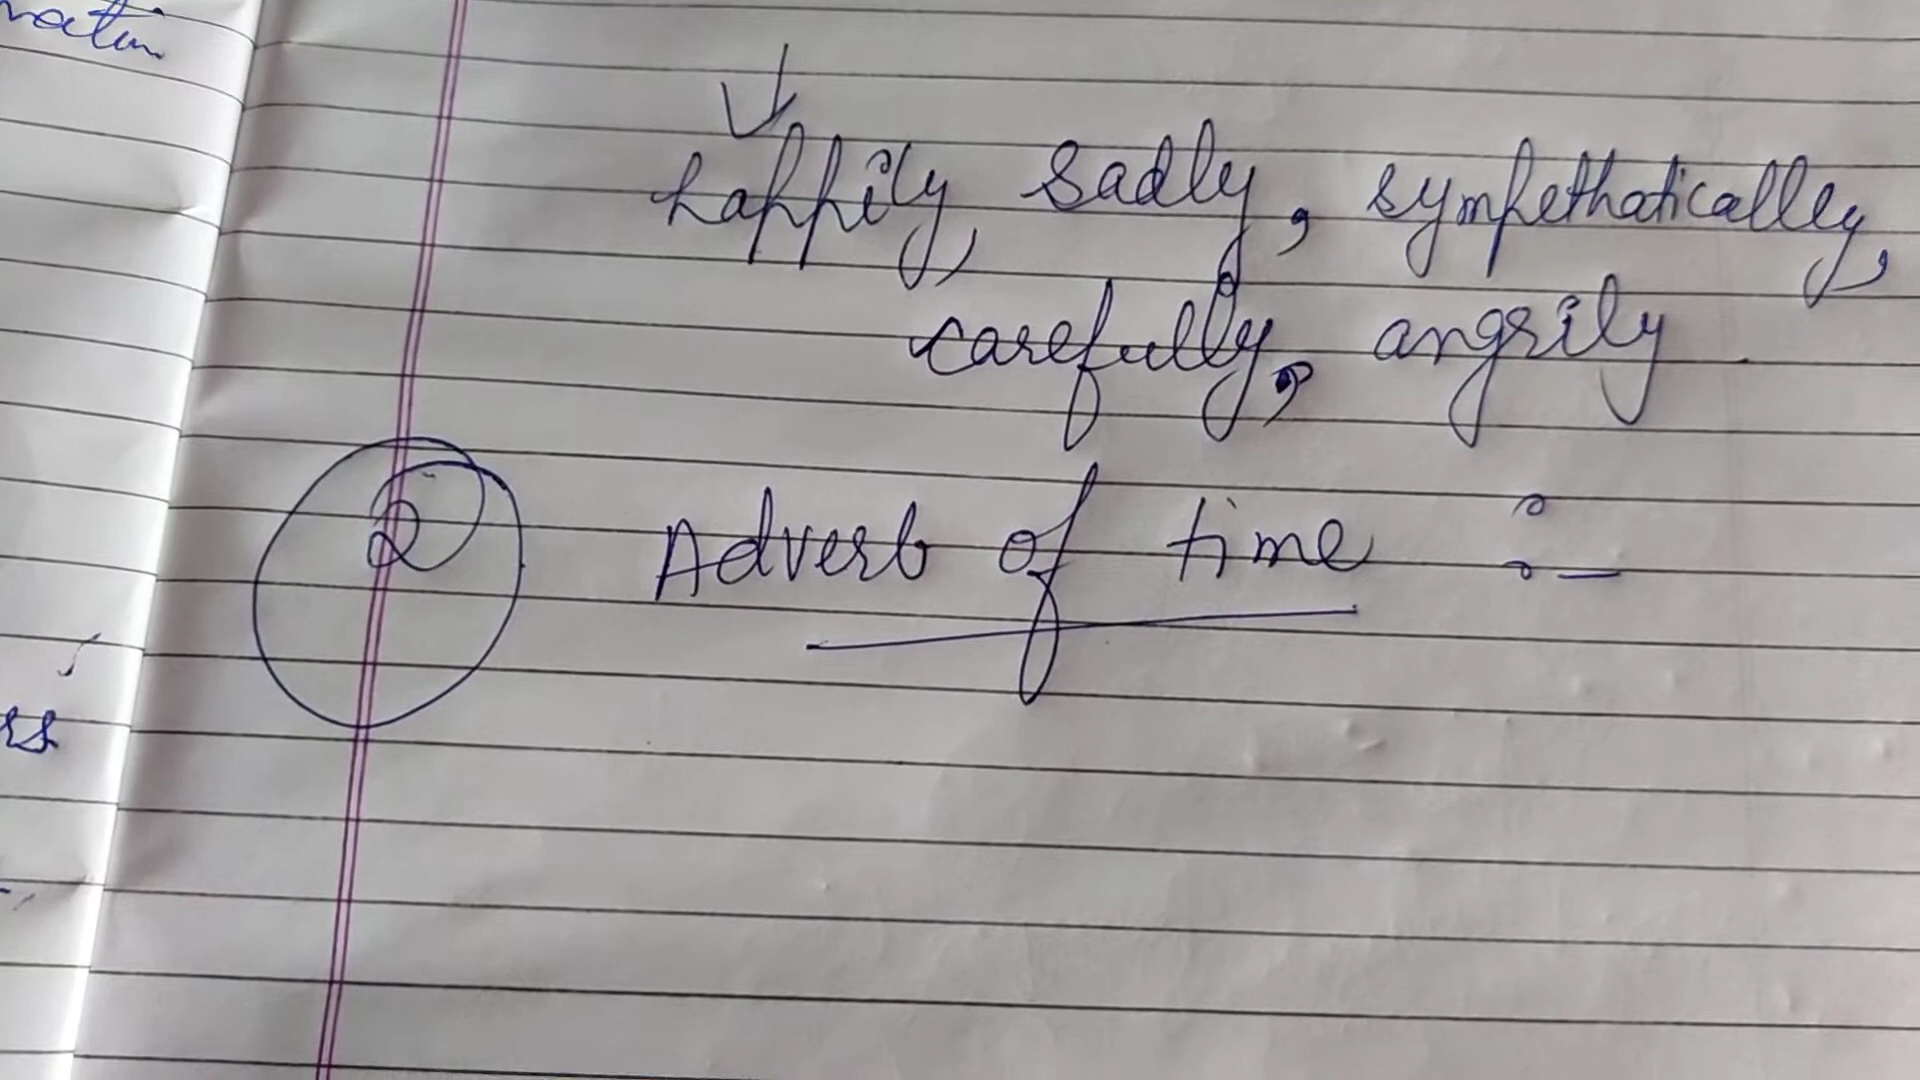 happily, sadly, sympethatically,
carefully, angrily
2 Adverb of time :-